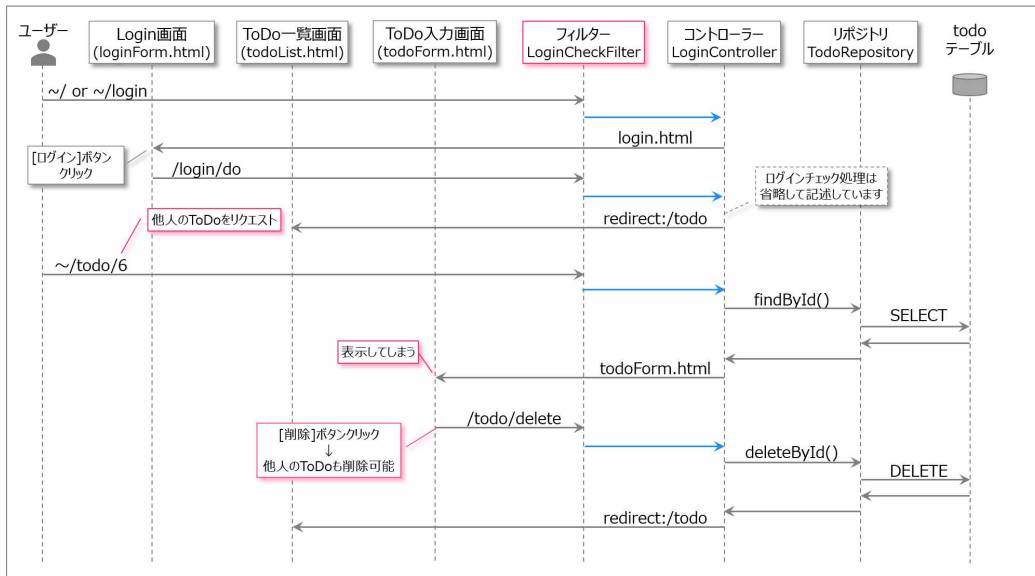 ユーザー
Login画面
(loginForm.html)
ToDo一覧画面
(todoList.html)
ToDo入力画面
(todoForm.html)
フィルター
LoginCheckFilter
コントローラー
LoginController
リポジトリ
TodoRepository
todo
テーブル
~/ or ~/login
login.html
[ログイン]ボタン
クリック
/login/do
ログインチェック処理は
省略して記述しています
他人のToDoをリクエスト
redirect:/todo
～/todo/6
findById()
SELECT
表示してしまう
todoForm.html
/todo/delete
[削除]ボタンクリック
↓
他人のToDoも削除可能
deleteById()
DELETE
redirect:/todo